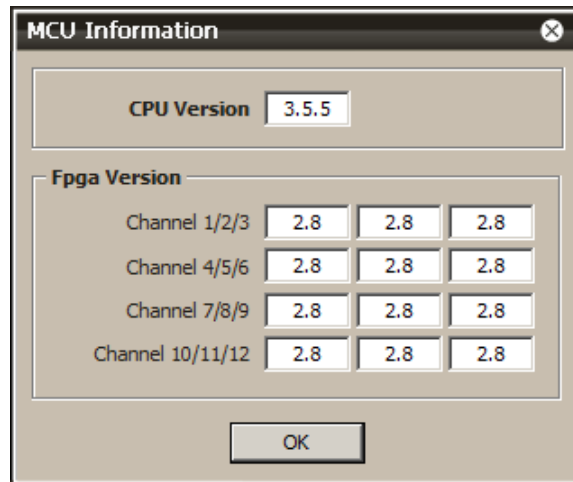 MCU Information
CPU Version 3.5.5
Fpga Version
Channel 1/2/3 2.8 2.8 2.8
Channel 4/5/6 2.8 2.8 2.8
Channel 7/8/9 2.8 2.8 2.8
Channel 10/11/12 2.8 2.8 2.8
OK